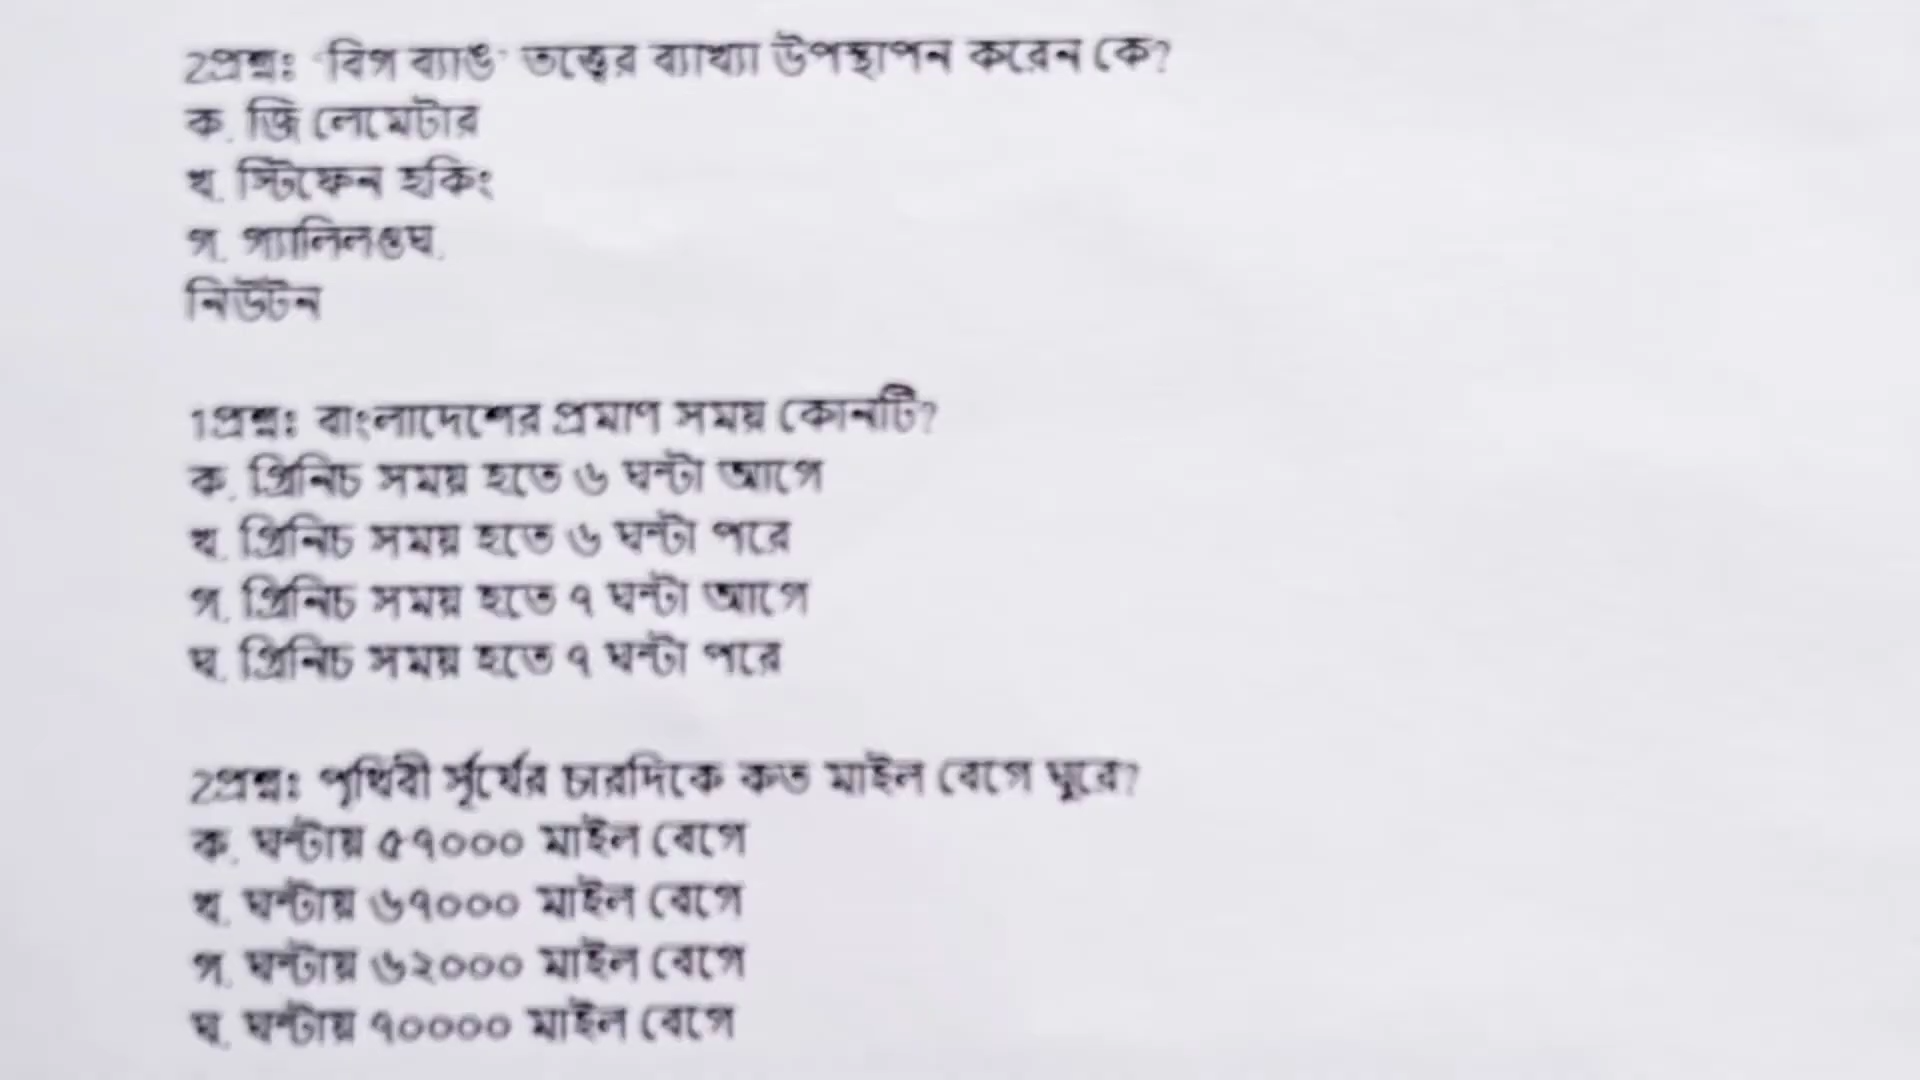 2প্রশ্নঃ 'বিগ ব্যাঙ' তত্ত্বের ব্যাখ্যা উপস্থাপন করেন কে?
ক. জি লেমেটার
খ. স্টিফেন হকিং
গ. গ্যালিলওঘ.
নিউটন
1প্রশ্নঃ বাংলাদেশের প্রমাণ সময় কোনটি?
ক. গ্রিনিচ সময় হতে ৬ ঘন্টা আগে
খ. গ্রিনিচ সময় হতে ৬ ঘন্টা পরে
গ. গ্রিনিচ সময় হতে ৭ ঘন্টা আগে
ঘ. গ্রিনিচ সময় হতে ৭ ঘন্টা পরে
2প্রশ্নঃ পৃথিবী র্সূযের চারদিকে কত মাইল বেগে ঘুরে?
ক. ঘন্টায় ৫৭০০০ মাইল বেগে
খ. ঘন্টায় ৬৭০০০ মাইল বেগে
গ. ঘন্টায় ৬২০০০ মাইল বেগে
ঘ. ঘন্টায় ৭০০০০ মাইল বেগে